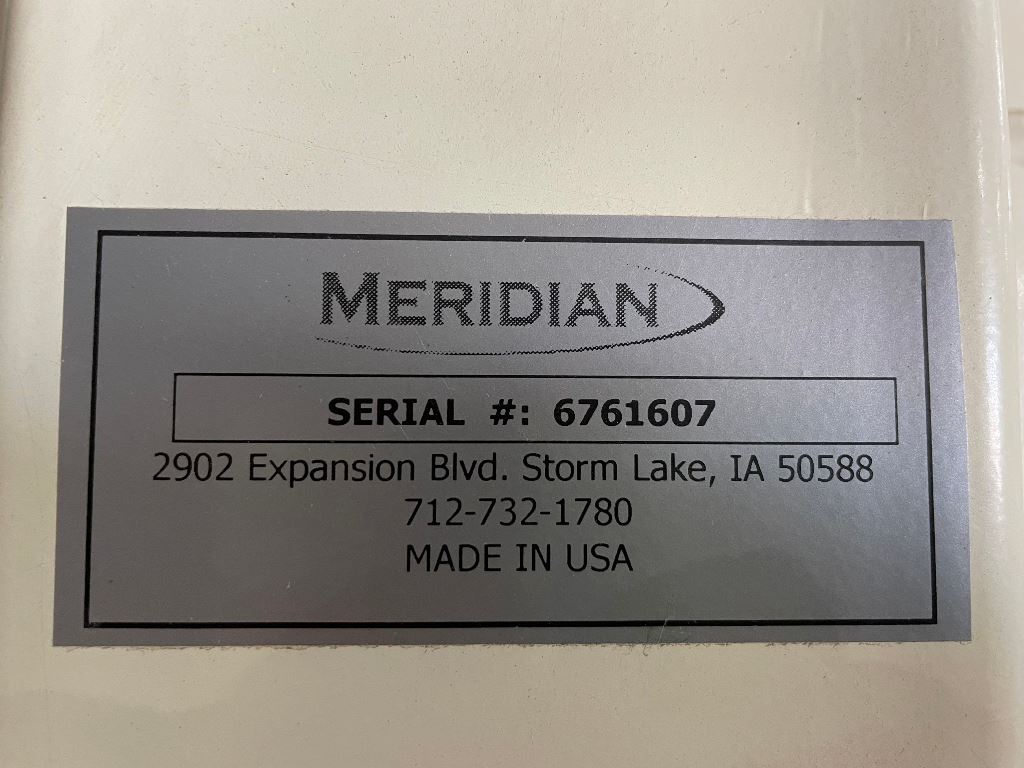 MERIDIAN
SERIAL #: 6761607
2902 Expansion Blvd. Storm Lake, IA 50588
712-732-1780
MADE IN USA